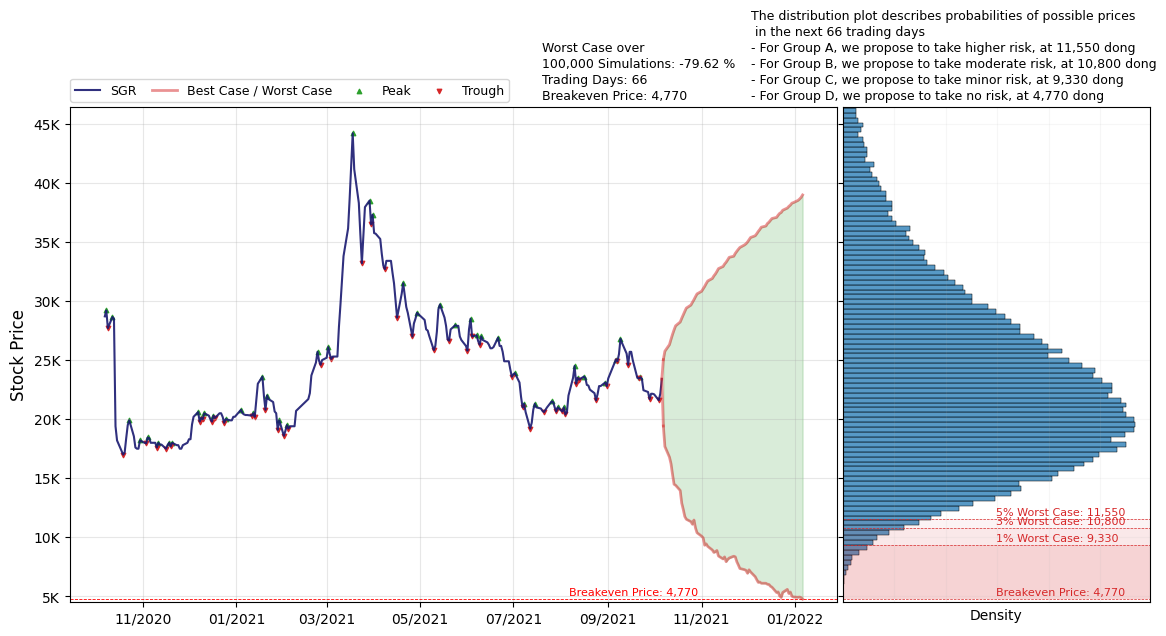 The distribution plot describes probabilities of possible prices
in the next 66 trading days
- For Group A, we propose to take higher risk, at 11,550 dong
- For Group B, we propose to take moderate risk, at 10,800 dong
- For Group C, we propose to take minor risk, at 9,330 dong
- For Group D, we propose to take no risk, at 4,770 dong
Worst Case over
100,000 Simulations: -79.62 %
Trading Days: 66
Breakeven Price: 4,770
SGR Best Case / Worst Case Peak Trough
Stock Price
45K
40K
35K
30K
25K
20K
15K
10K
5K
Breakeven Price: 4,770
11/2020 01/2021 03/2021 05/2021 07/2021 09/2021 11/2021 01/2022
5% Worst Case: 11,550
3% Worst Case: 10,800
1% Worst Case: 9,330
Breakeven Price: 4,770
Density